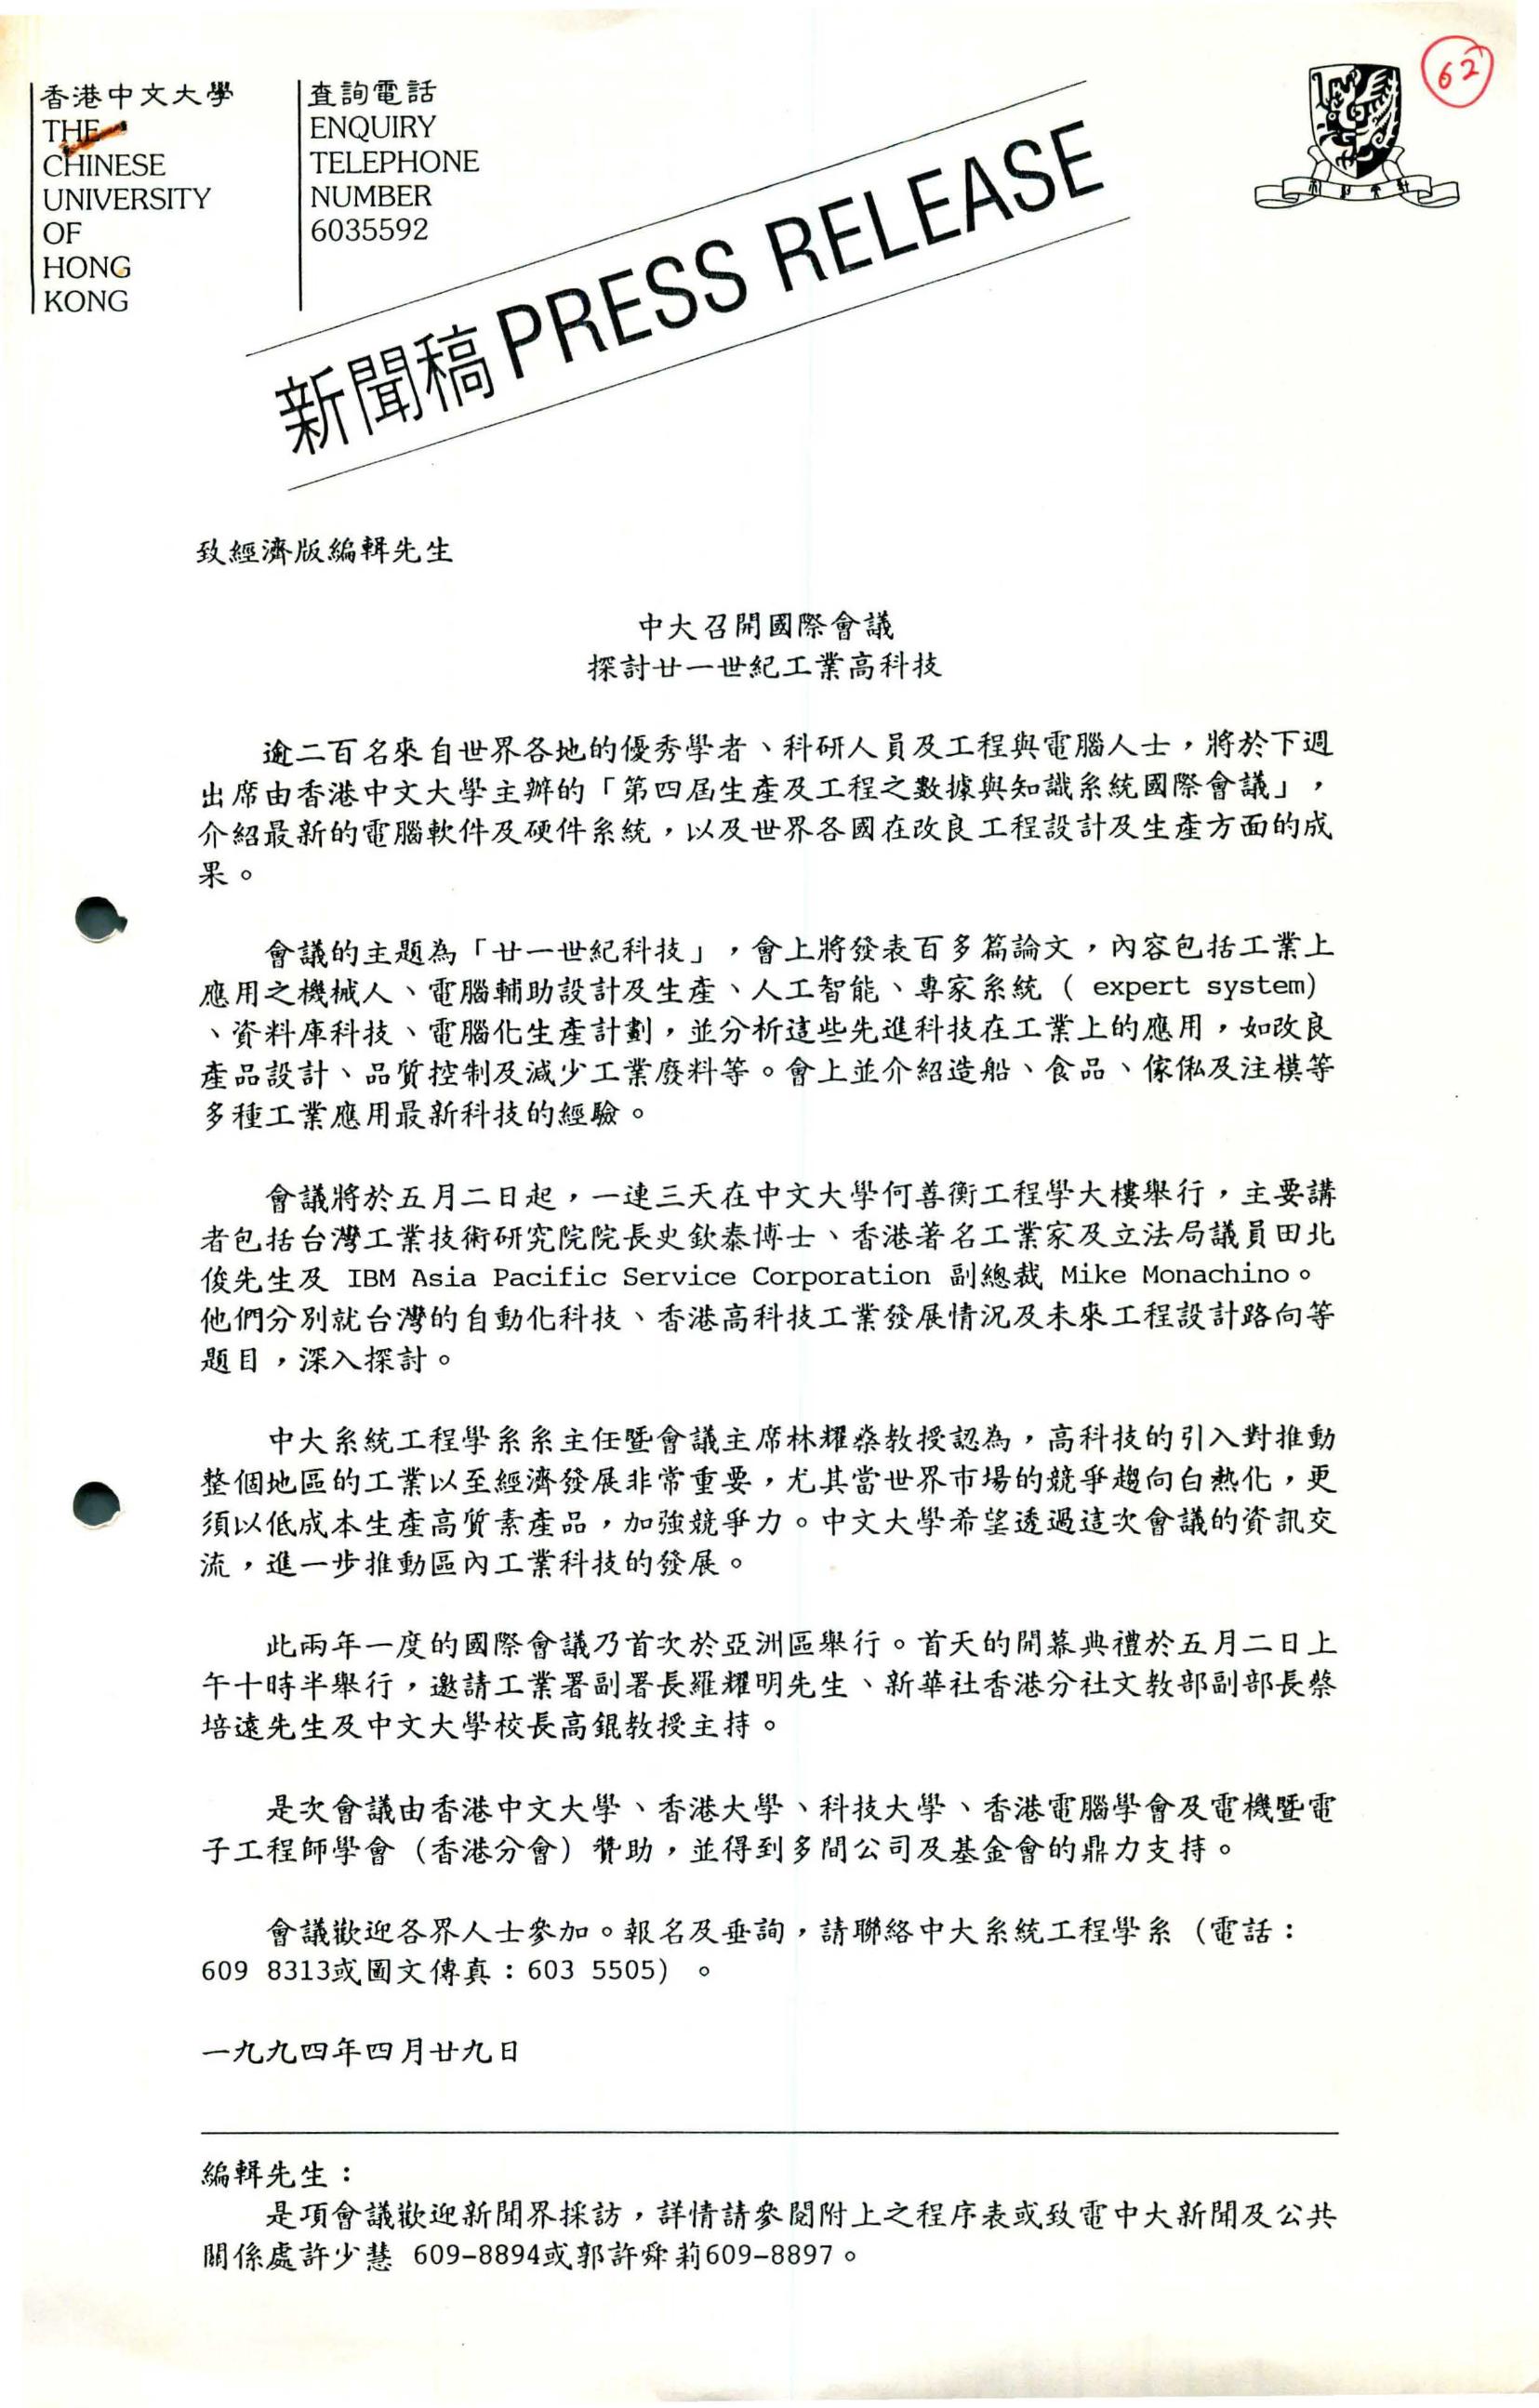 香港中文大學
THE
CHINESE
UNIVERSITY
OF
HONG
KONG
查詢電話
ENQUIRY
TELEPHONE
NUMBER
6035592
新聞稿 PRESS RELEASE
62
致經濟版編輯先生
中大召開國際會議
探討廿一世紀工業高科技
逾二百名來自世界各地的優秀學者、科研人員及工程與電腦人士，將於下週
出席由香港中文大學主辦的「第四屆生產及工程之數據與知識系統國際會議」，
介紹最新的電腦軟件及硬件系統，以及世界各國在改良工程設計及生產方面的成
果。
會議的主題為「廿一世紀科技」，會上將發表百多篇論文，內容包括工業上
應用之機械人、電腦輔助設計及生產、人工智能、專家系統 ( expert system)
、資料庫科技、電腦化生產計劃，並分析這些先進科技在工業上的應用，如改良
產品設計、品質控制及減少工業廢料等。會上並介紹造船、食品、傢俬及注模等
多種工業應用最新科技的經驗。
會議將於五月二日起，一連三天在中文大學何善衡工程學大樓舉行，主要講
者包括台灣工業技術研究院院長史欽泰博士、香港著名工業家及立法局議員田北
俊先生及 IBM Asia Pacific Service Corporation 副總裁 Mike Monachino。
他們分別就台灣的自動化科技、香港高科技工業發展情況及未來工程設計路向等
題目，深入探討。
中大系統工程學系系主任暨會議主席林耀燊教授認為，高科技的引入對推動
整個地區的工業以至經濟發展非常重要，尤其當世界市場的競爭趨向白熱化，更
須以低成本生產高質素產品，加強競爭力。中文大學希望透過這次會議的資訊交
流，進一步推動區內工業科技的發展。
此兩年一度的國際會議乃首次於亞洲區舉行。首天的開幕典禮於五月二日上
午十時半舉行，邀請工業署副署長羅耀明先生、新華社香港分社文教部副部長蔡
培遠先生及中文大學校長高錕教授主持。
是次會議由香港中文大學、香港大學、科技大學、香港電腦學會及電機暨電
子工程師學會（香港分會）贊助，並得到多間公司及基金會的鼎力支持。
會議歡迎各界人士參加。報名及垂詢，請聯絡中大系統工程學系（電話：
609 8313或圖文傳真：603 5505) 。
一九九四年四月廿九日
編輯先生：
是項會議歡迎新聞界採訪，詳情請參閱附上之程序表或致電中大新聞及公共
關係處許少慧 609-8894或郭許舜莉609-8897。